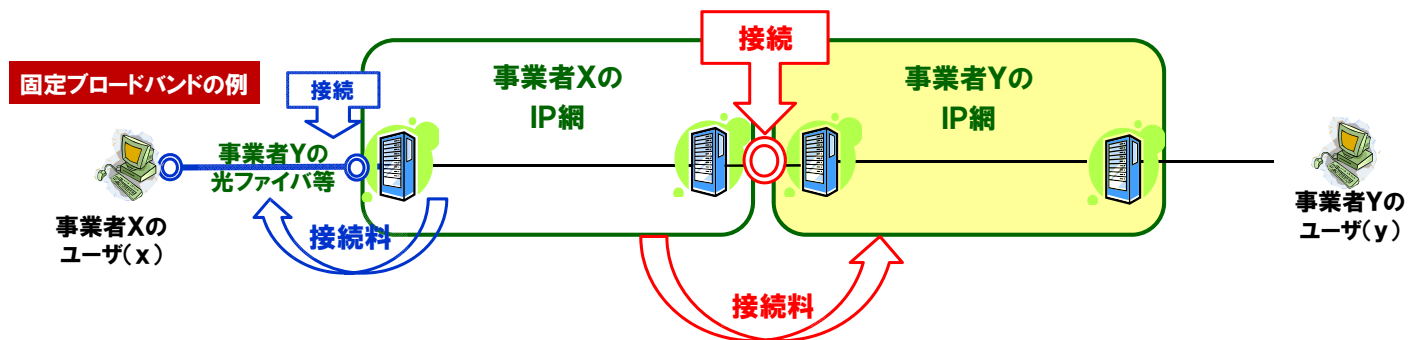 固定ブロードバンドの例
接続
接続
事業者Xの
IP網
事業者Yの
IP網
事業者Yの
光ファイバ等
事業者Xの
ユーザ(x)
事業者Yの
ユーザ(y)
接続料
接続料